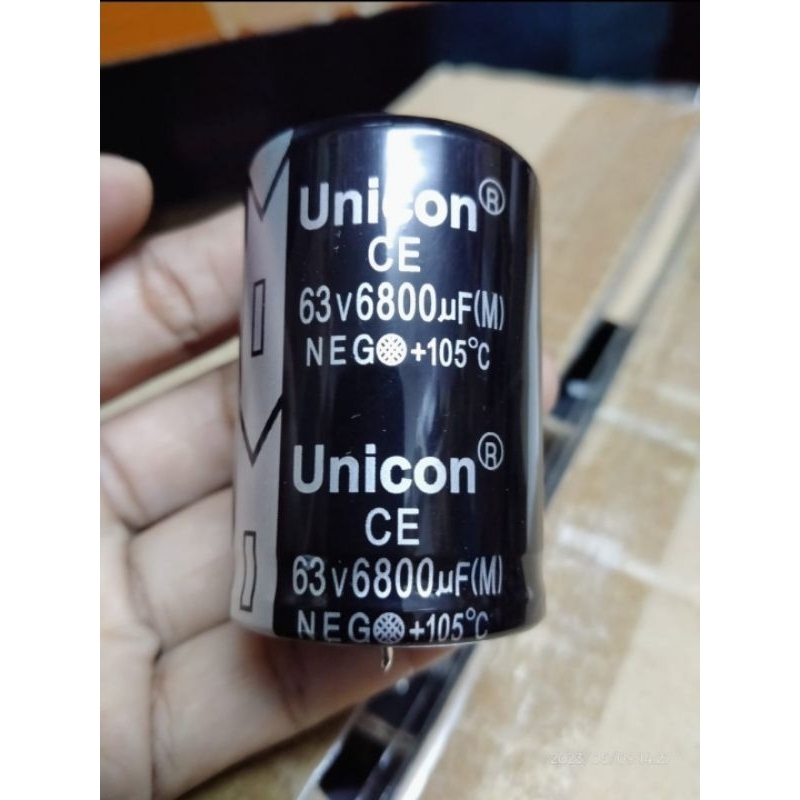 Unicon®
CE
63v6800µF(M)
NEG +105°C
Unicon®
CE
63v6800µF(M)
NEG +105°C